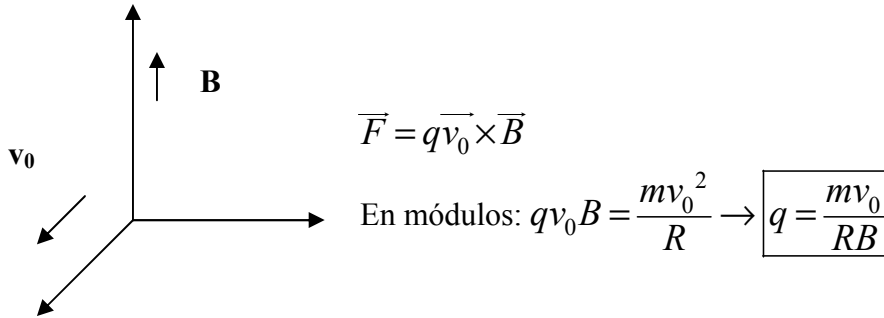 B
v₀
F⃗ = qv₀⃗ × B⃗
En módulos: qv₀B = mv₀²/R → q = mv₀/RB